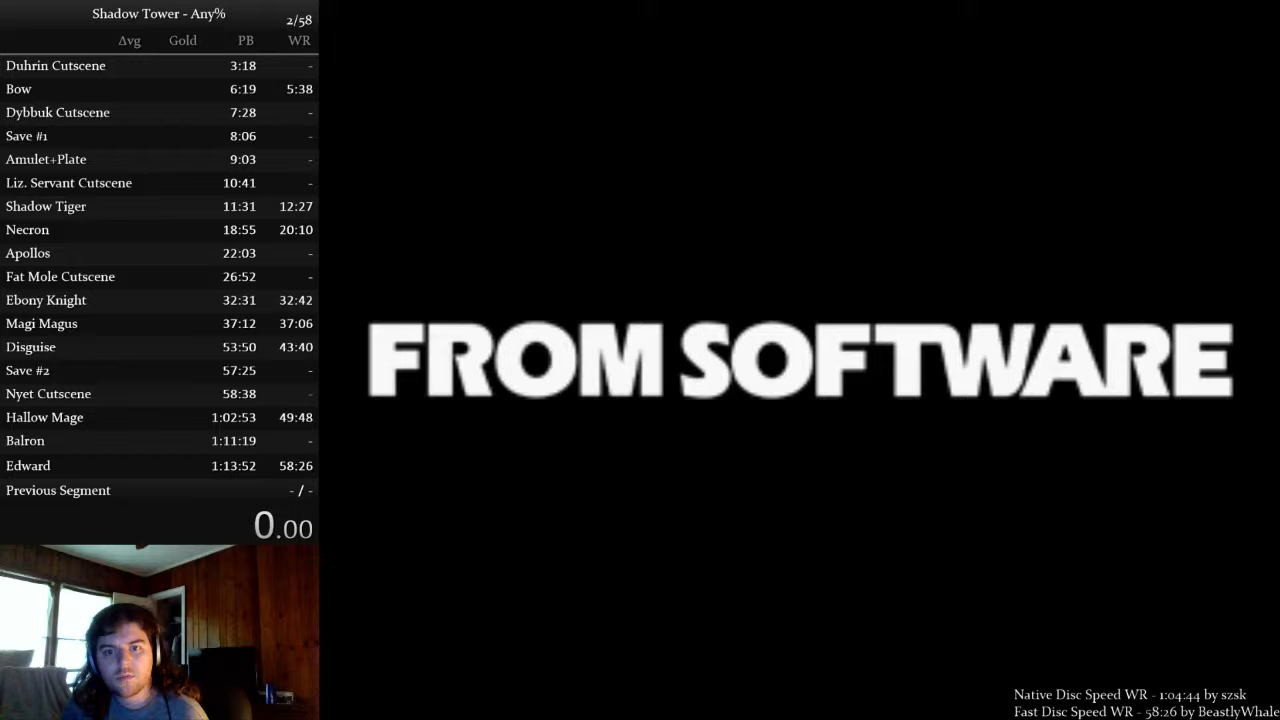 Shadow Tower - Any%
2/58
Δvg Gold PB WR
Duhrin Cutscene 3:18 -
Bow 6:19 5:38
Dybbuk Cutscene 7:28 -
Save #1 8:06 -
Amulet+Plate 9:03 -
Liz. Servant Cutscene 10:41 -
Shadow Tiger 11:31 12:27
Necron 18:55 20:10
Apollos 22:03 -
Fat Mole Cutscene 26:52 -
Ebony Knight 32:31 32:42
Magi Magus 37:12 37:06
Disguise 53:50 43:40
Save #2 57:25 -
Nyet Cutscene 58:38 -
Hallow Mage 1:02:53 49:48
Balron 1:11:19 -
Edward 1:13:52 58:26
Previous Segment - / -
0.00
FROM SOFTWARE
Native Disc Speed WR - 1:04:44 by szsk
Fast Disc Speed WR - 58:26 by BeastlyWhale